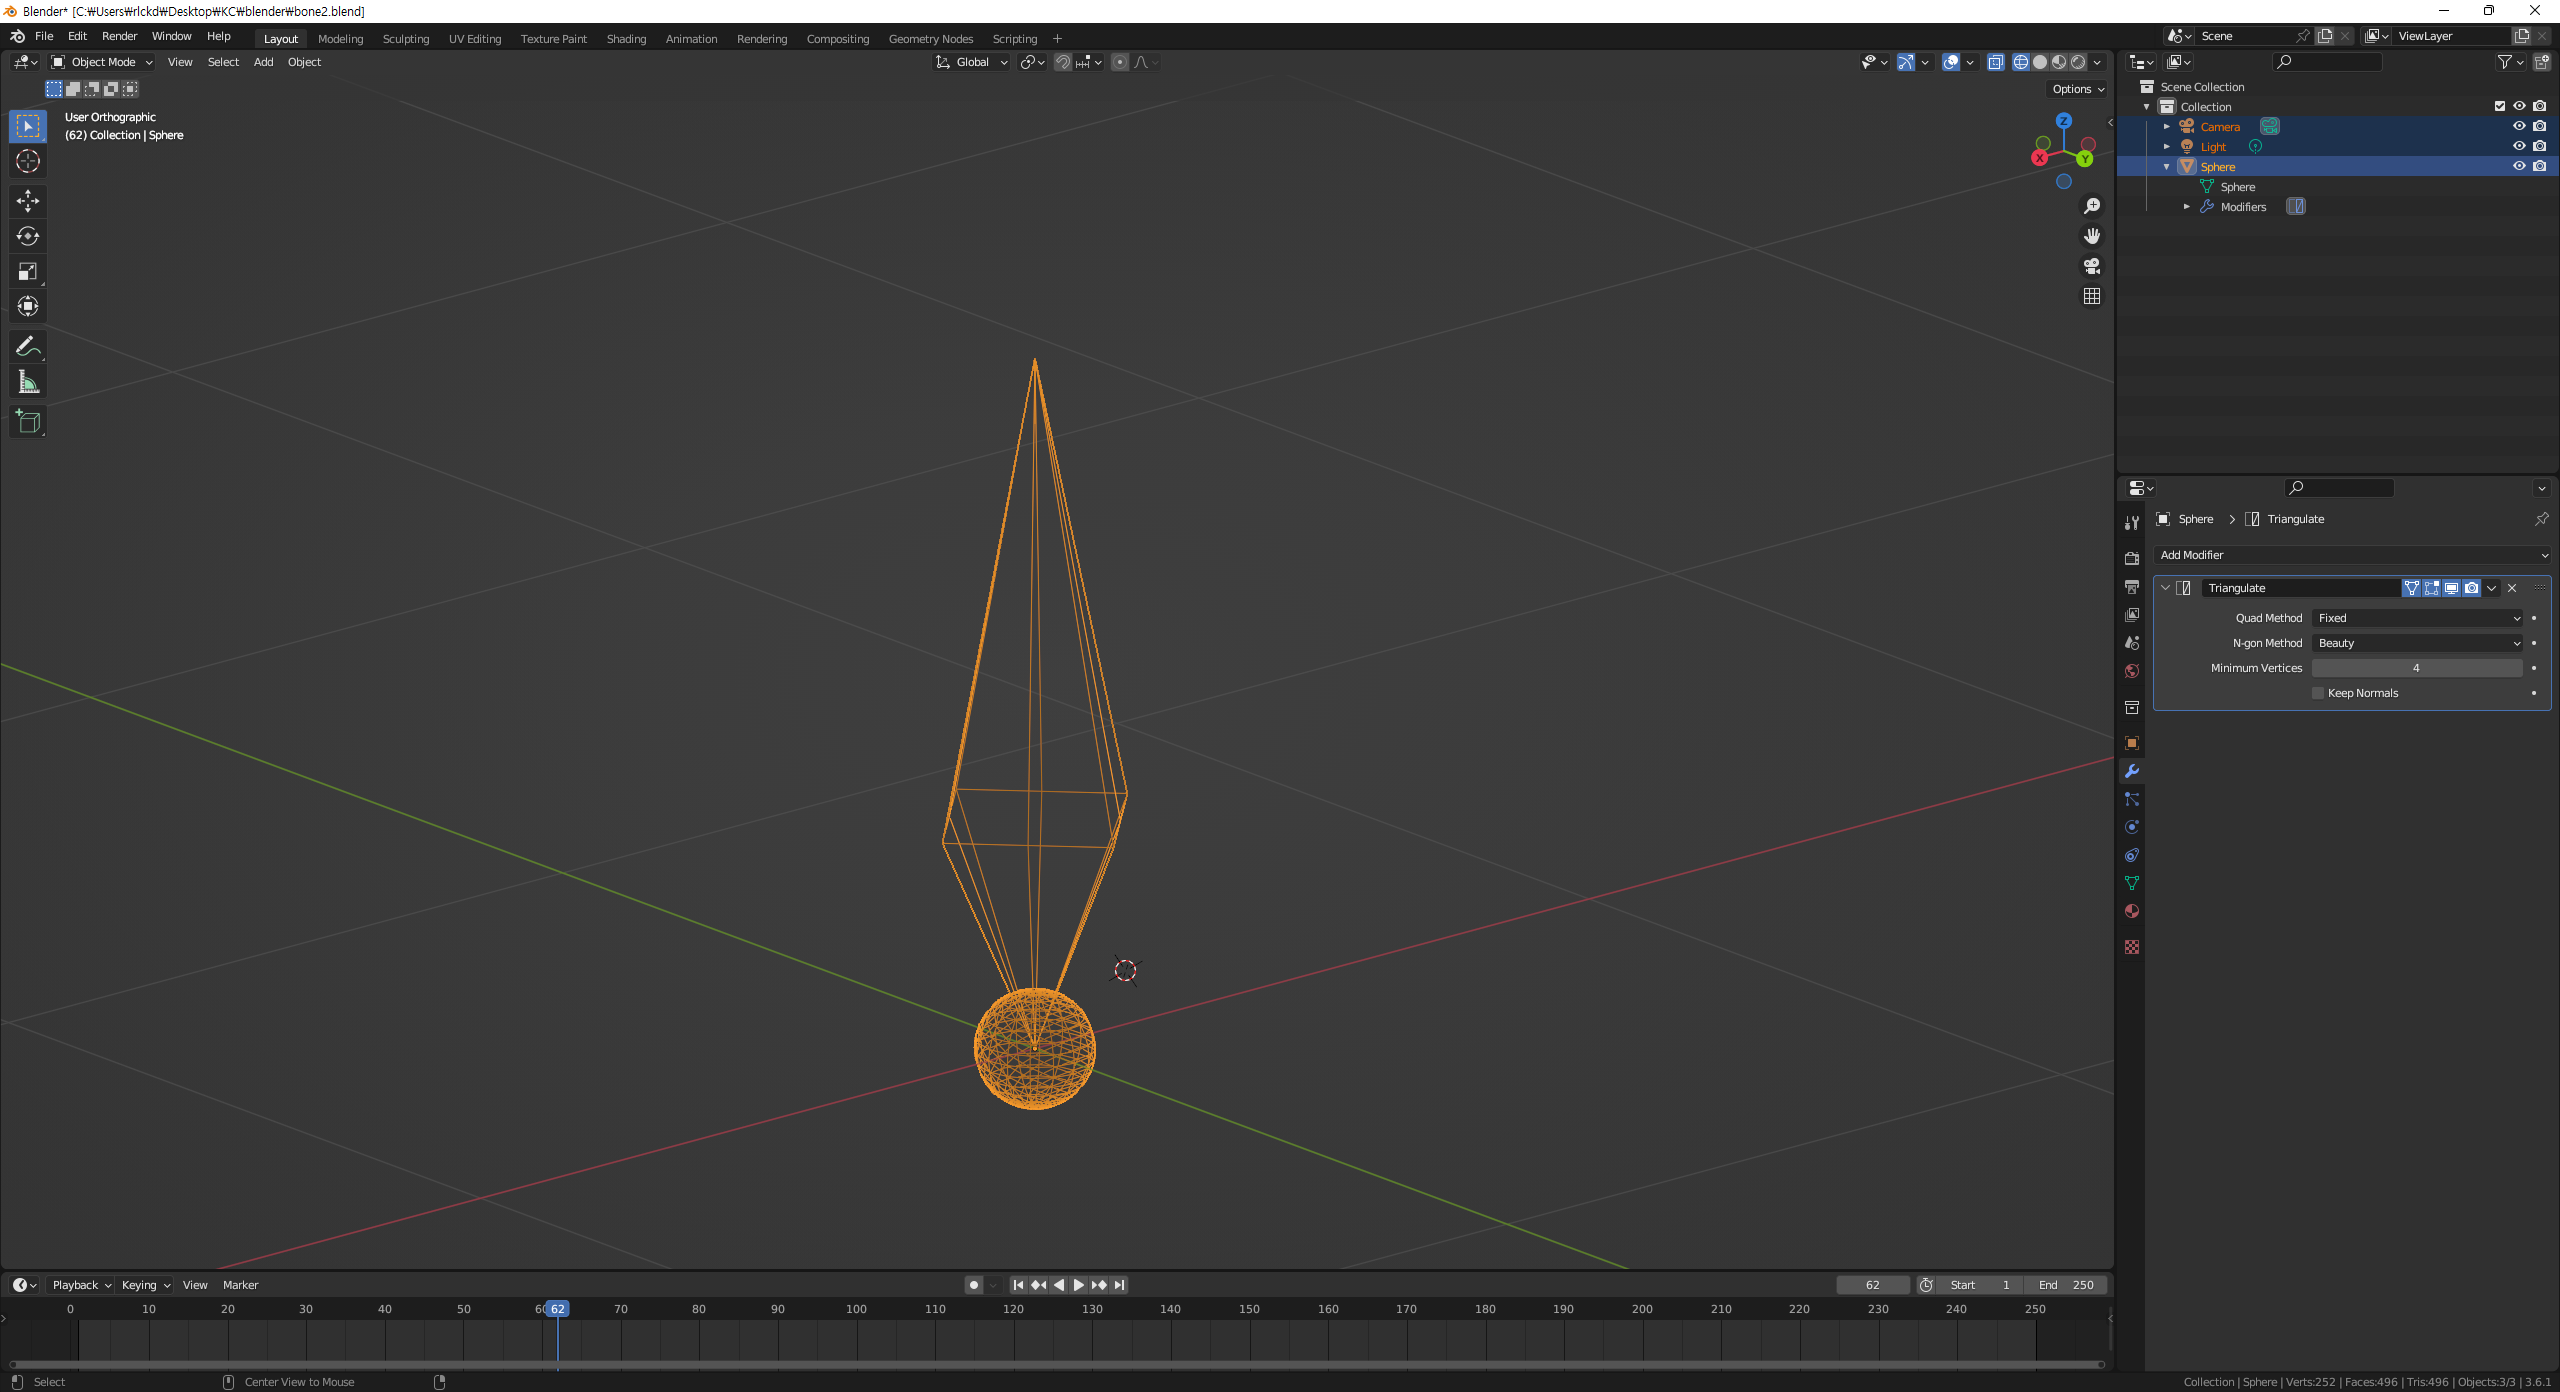 Blender* [C:₩Users₩rlckd₩Desktop₩KC₩blender₩bone2.blend]
File Edit Render Window Help Layout Modeling Sculpting UV Editing Texture Paint Shading Animation Rendering Compositing Geometry Nodes Scripting + Scene ViewLayer
Object Mode View Select Add Object Global
Options
User Orthographic
(62) Collection | Sphere
Z
X Y
Scene Collection
Collection
Camera
Light
Sphere
Sphere
Modifiers
Sphere > Triangulate
Add Modifier
Triangulate
Quad Method Fixed
N-gon Method Beauty
Minimum Vertices 4
Keep Normals
Playback Keying View Marker 62 Start 1 End 250
0 10 20 30 40 50 62 70 80 90 100 110 120 130 140 150 160 170 180 190 200 210 220 230 240 250
Select Center View to Mouse
Collection | Sphere | Verts:252 | Faces:496 | Tris:496 | Objects:3/3 | 3.6.1